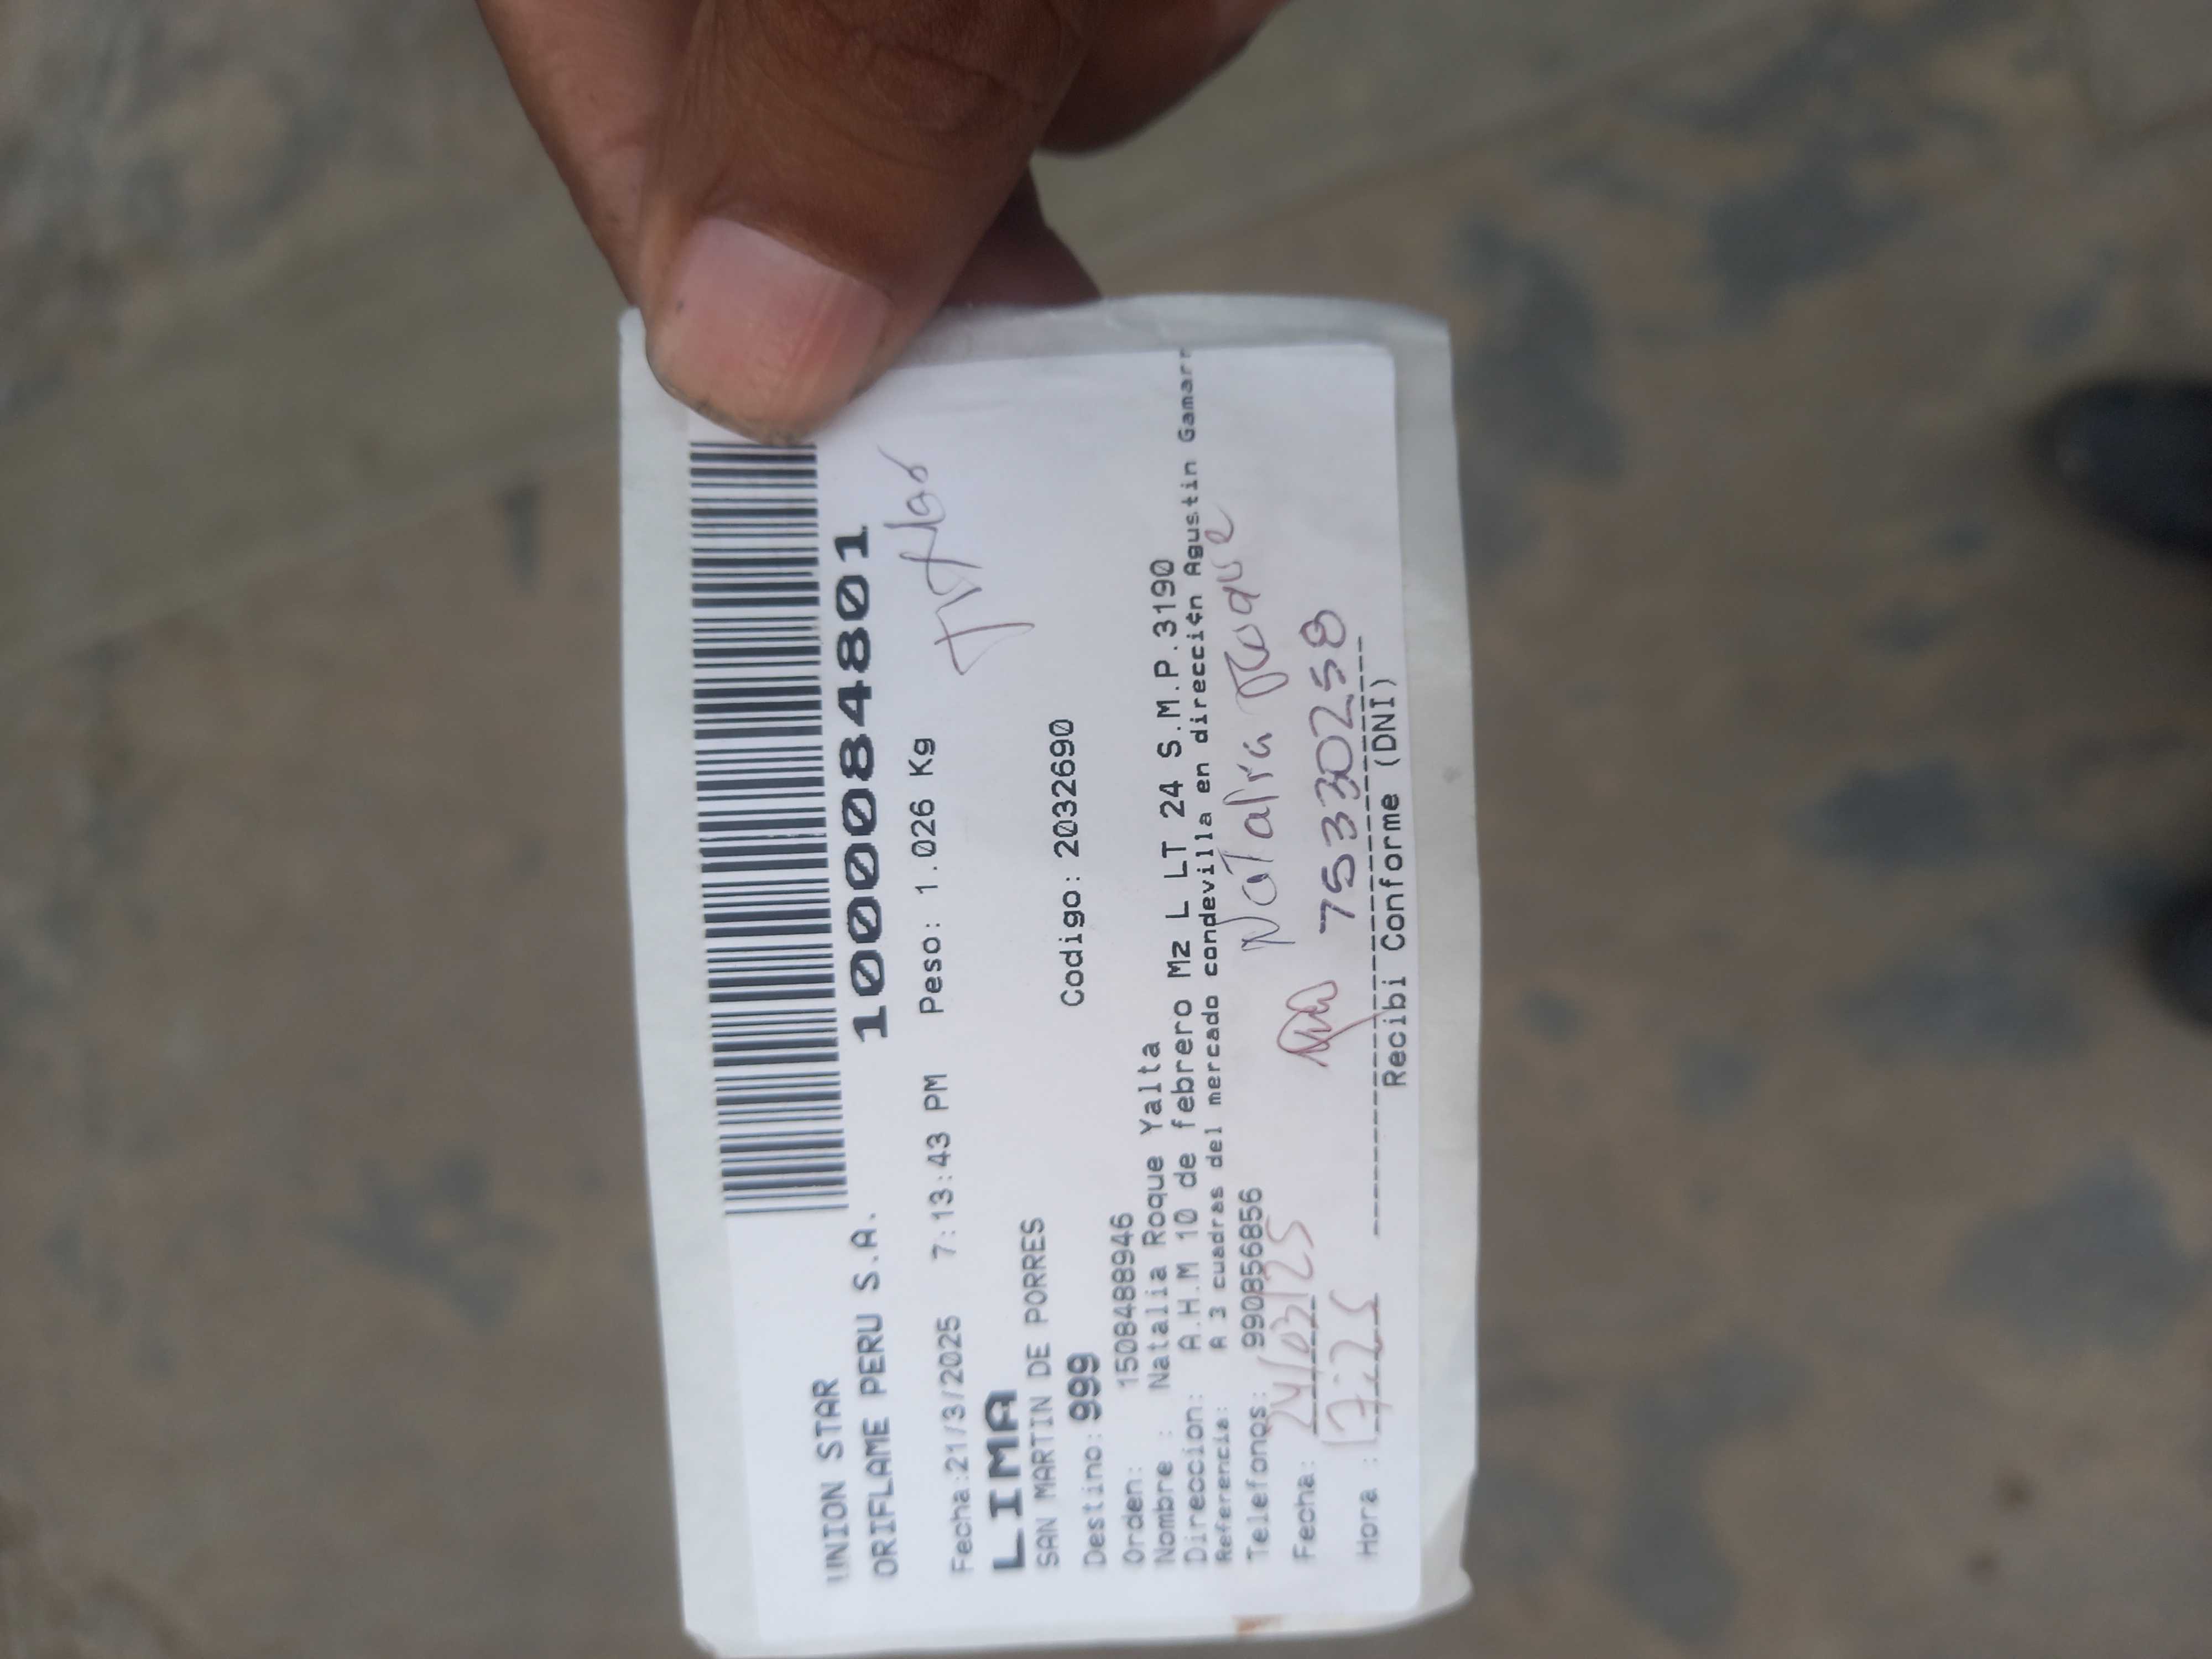 UNION STAR
ORIFLAME PERU S.A. 1000084801
Fecha:21/3/2025 7:13:43 PM Peso: 1.026 Kg
LIMA
SAN MARTIN DE PORRES
Destino: 999 Codigo: 2032690
Orden: 1508488946
Nombre : Natalia Roque Yalta
Direccion: A.H.M 10 de febrero Mz L LT 24 S.M.P.3190
Referencia: A 3 cuadras del mercado condevilla en direcci¢n Agustin Gamarr
Telefonos: 990856856
Natalia Roque
Fecha: 24/03/25
75330258
Hora : 17:25
Recibi Conforme (DNI)